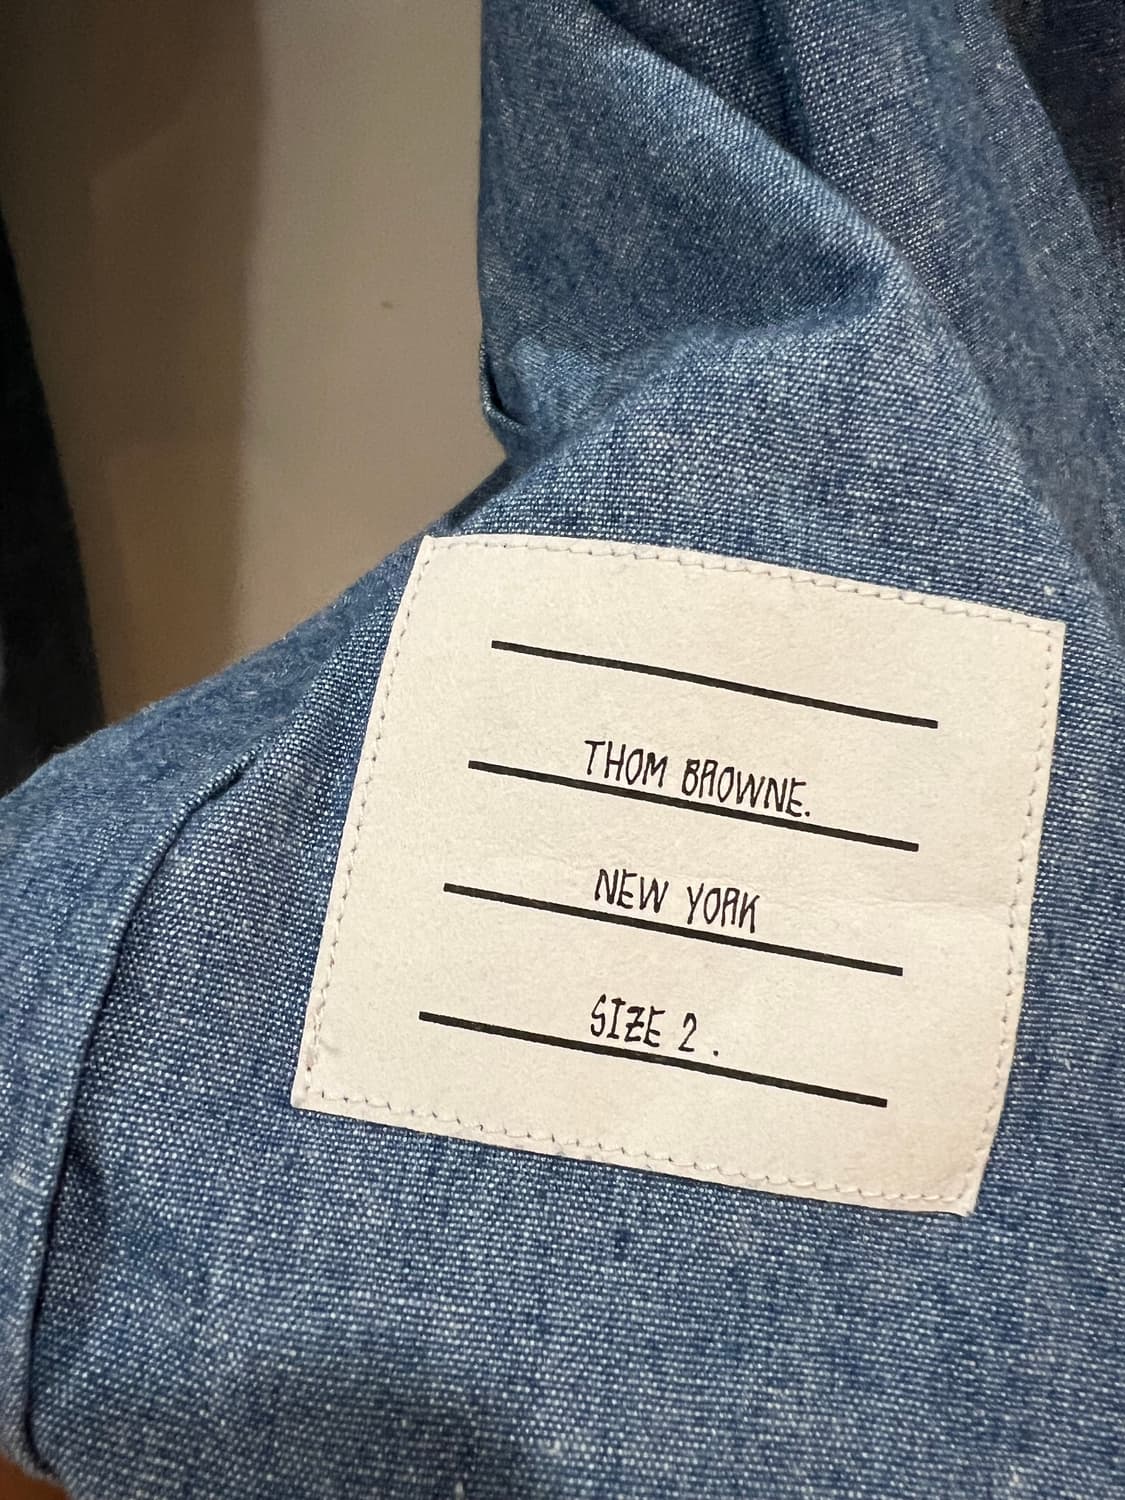 THOM BROWNE.
NEW YORK
SIZE 2.